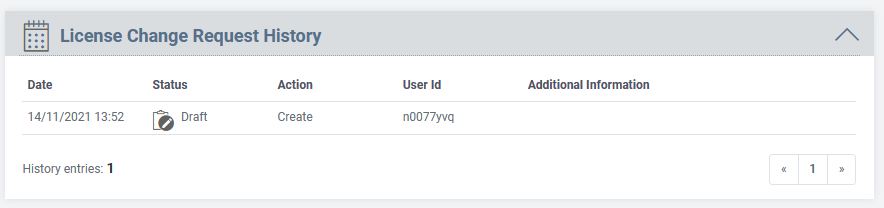 License Change Request History
Date Status Action User Id Additional Information
14/11/2021 13:52 Draft Create n0077yvq
History entries: 1 « 1 »